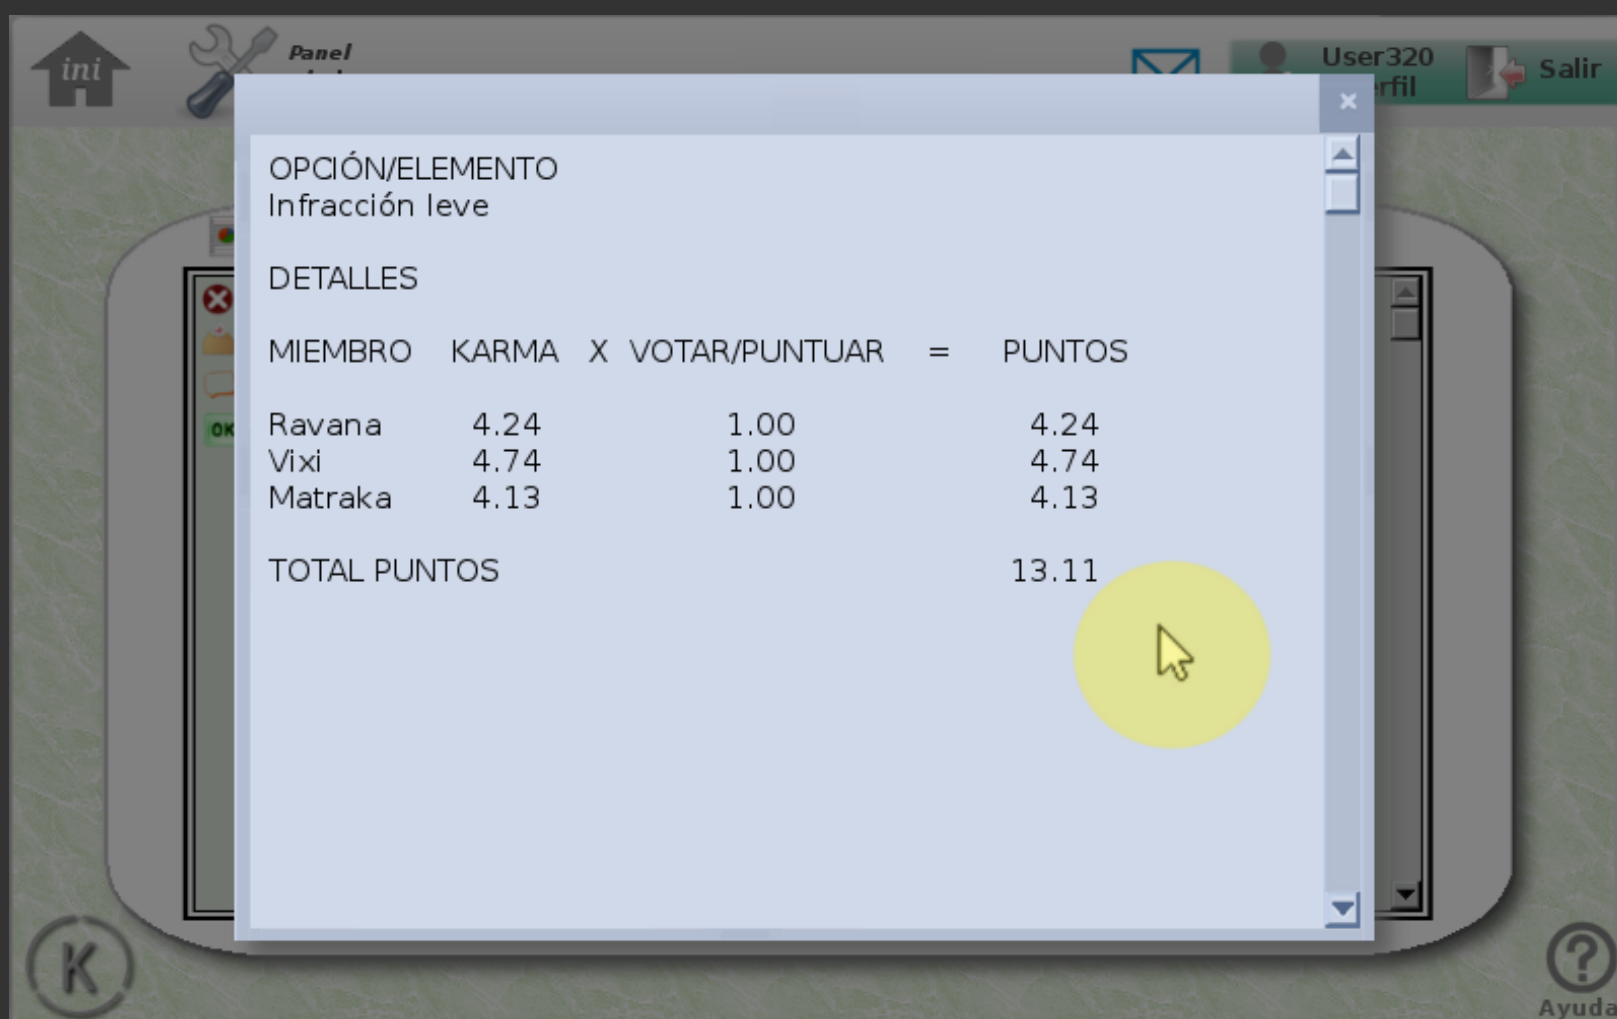 ini
Panel
User320
rfil
Salir
×
OPCIÓN/ELEMENTO
Infracción leve
DETALLES
MIEMBRO KARMA X VOTAR/PUNTUAR = PUNTOS
Ravana 4.24 1.00 4.24
Vixi 4.74 1.00 4.74
Matraka 4.13 1.00 4.13
TOTAL PUNTOS 13.11
OK
K
?
Ayuda